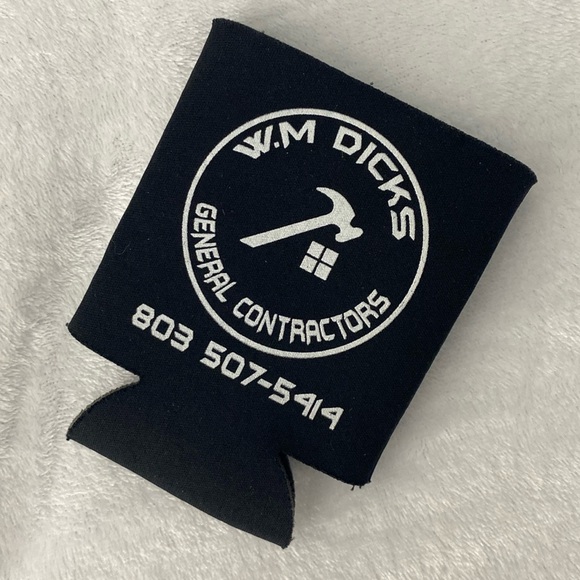 W.M DICKS
GENERAL CONTRACTORS
803 507-5414